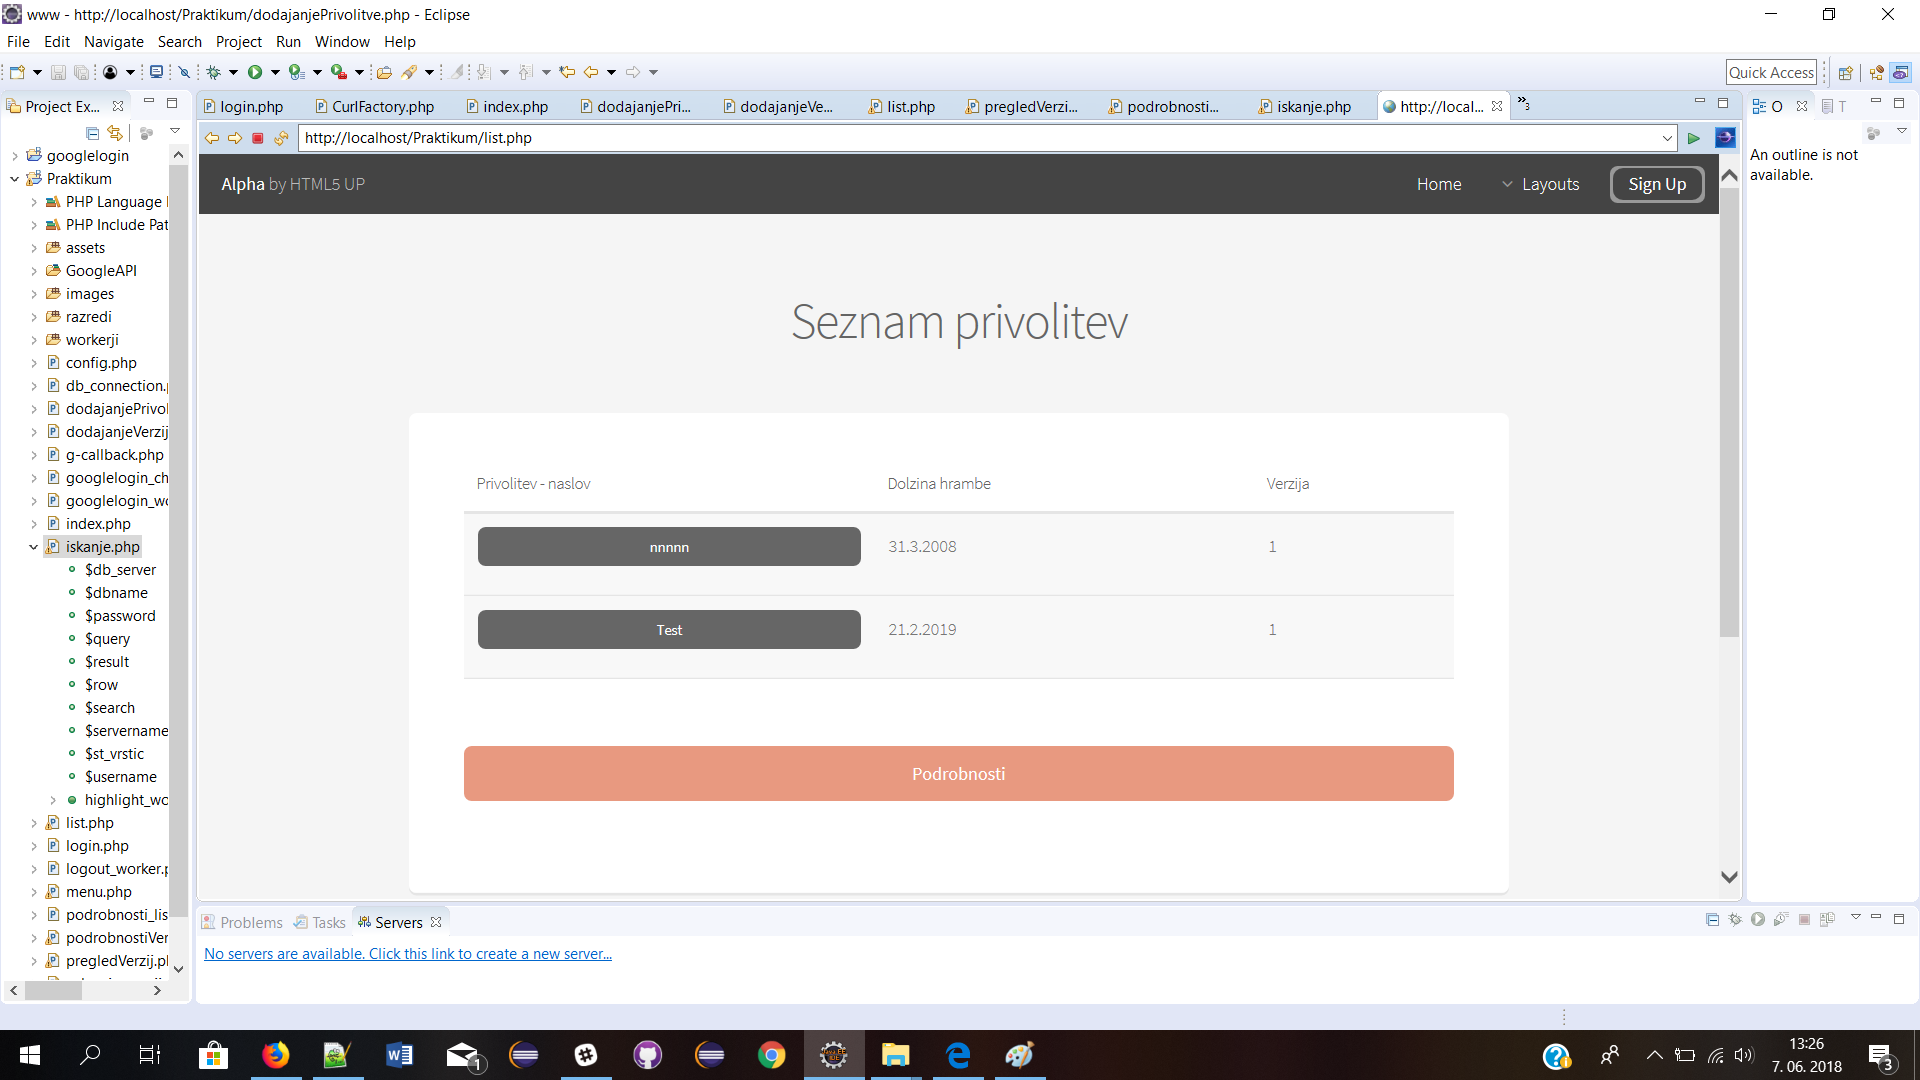 www - http://localhost/Praktikum/dodajanjePrivolitve.php - Eclipse
File Edit Navigate Search Project Run Window Help
Quick Access
Project Ex...
login.php CurlFactory.php index.php dodajanjePri... dodajanjeVe... list.php pregledVerzi... podrobnosti... iskanje.php http://local... »3
O T
http://localhost/Praktikum/list.php
An outline is not
available.
googlelogin
Praktikum
PHP Language
PHP Include Pat
assets
GoogleAPI
images
razredi
workerji
config.php
db_connection.
dodajanjePrivol
dodajanjeVerzij
g-callback.php
googlelogin_ch
googlelogin_wo
index.php
iskanje.php
$db_server
$dbname
$password
$query
$result
$row
$search
$servername
$st_vrstic
$username
highlight_wo
list.php
login.php
logout_worker.p
menu.php
podrobnosti_lis
podrobnostiVer
pregledVerzij.pl
Alpha by HTML5 UP
Home Layouts Sign Up
Seznam privolitev
Privolitev - naslov Dolzina hrambe Verzija
nnnnn 31.3.2008 1
Test 21.2.2019 1
Podrobnosti
Problems Tasks Servers
No servers are available. Click this link to create a new server...
1
13:26
7. 06. 2018
3